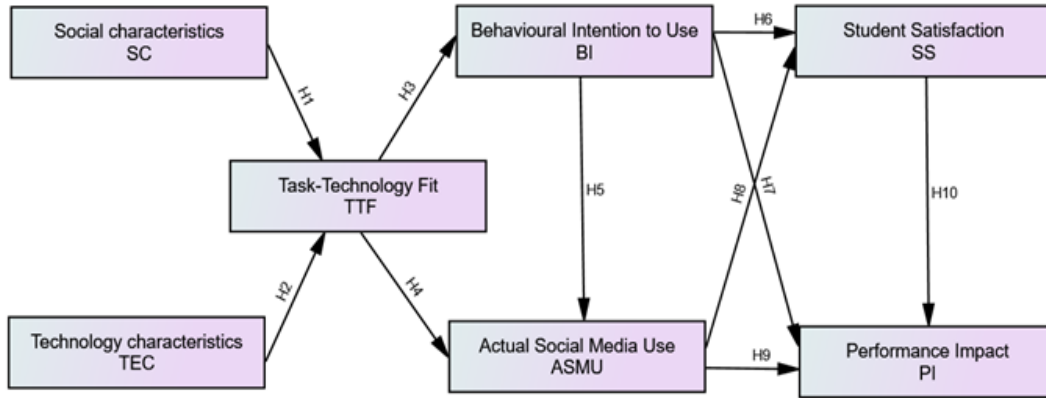 Social characteristics
SC
Behavioural Intention to Use
BI
H6
Student Satisfaction
SS
H1
H3
Task-Technology Fit
TTF
H5
H8
H7
H10
H2
H4
Technology characteristics
TEC
Actual Social Media Use
ASMU
H9
Performance Impact
PI